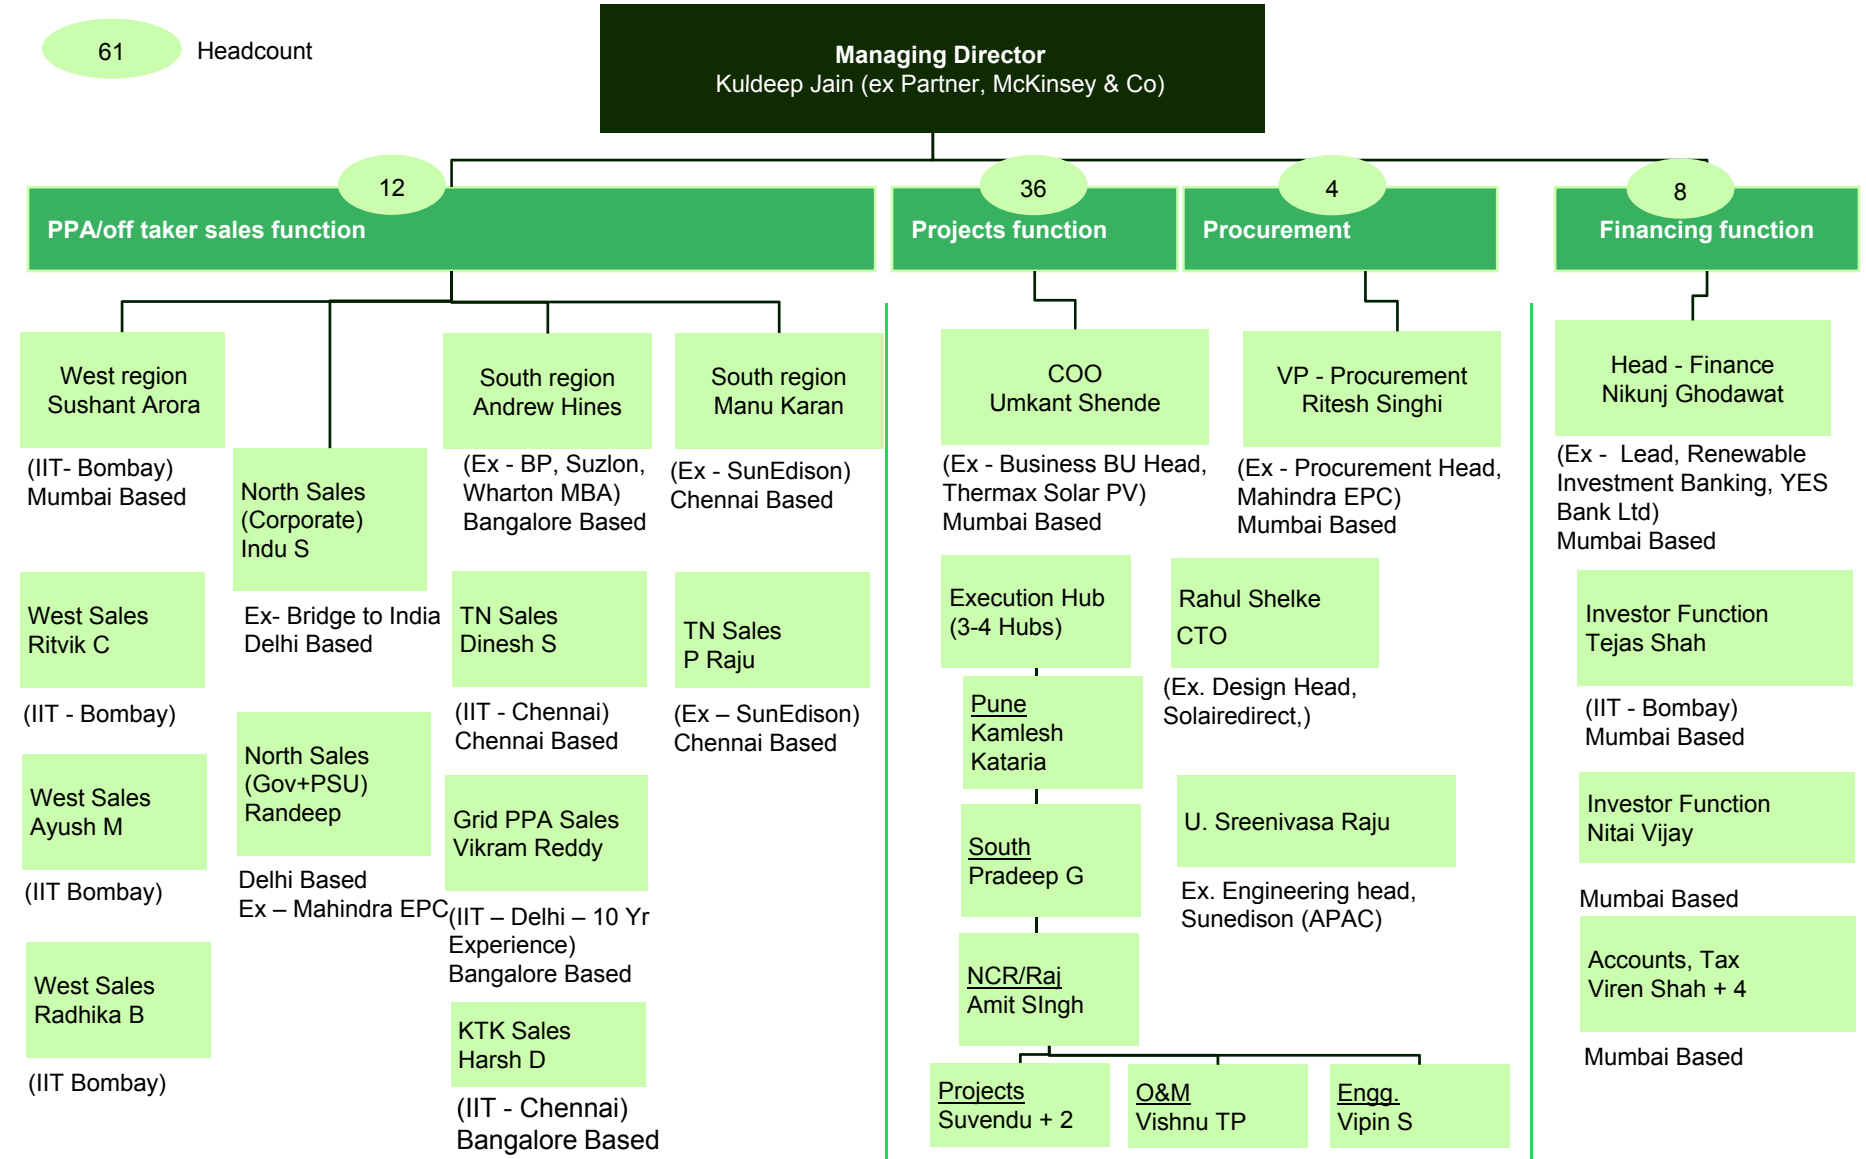 61
Headcount
Managing Director
Kuldeep Jain (ex Partner, McKinsey & Co)
12
PPA/off taker sales function
36
Projects function
4
Procurement
8
Financing function
West region
Sushant Arora
(IIT- Bombay)
Mumbai Based
West Sales
Ritvik C
(IIT - Bombay)
West Sales
Ayush M
(IIT Bombay)
West Sales
Radhika B
(IIT Bombay)
North Sales
(Corporate)
Indu S
Ex- Bridge to India
Delhi Based
North Sales
(Gov+PSU)
Randeep
Delhi Based
Ex – Mahindra EPC
South region
Andrew Hines
(Ex - BP, Suzlon,
Wharton MBA)
Bangalore Based
TN Sales
Dinesh S
(IIT - Chennai)
Chennai Based
Grid PPA Sales
Vikram Reddy
(IIT – Delhi – 10 Yr
Experience)
Bangalore Based
KTK Sales
Harsh D
(IIT - Chennai)
Bangalore Based
South region
Manu Karan
(Ex - SunEdison)
Chennai Based
TN Sales
P Raju
(Ex – SunEdison)
Chennai Based
COO
Umkant Shende
(Ex - Business BU Head,
Thermax Solar PV)
Mumbai Based
Execution Hub
(3-4 Hubs)
Pune
Kamlesh
Kataria
South
Pradeep G
NCR/Raj
Amit SIngh
Projects
Suvendu + 2
O&M
Vishnu TP
Engg.
Vipin S
VP - Procurement
Ritesh Singhi
(Ex - Procurement Head,
Mahindra EPC)
Mumbai Based
Rahul Shelke
CTO
(Ex. Design Head,
Solairedirect,)
U. Sreenivasa Raju
Ex. Engineering head,
Sunedison (APAC)
Head - Finance
Nikunj Ghodawat
(Ex -  Lead, Renewable
Investment Banking, YES
Bank Ltd)
Mumbai Based
Investor Function
Tejas Shah
(IIT - Bombay)
Mumbai Based
Investor Function
Nitai Vijay
Mumbai Based
Accounts, Tax
Viren Shah + 4
Mumbai Based